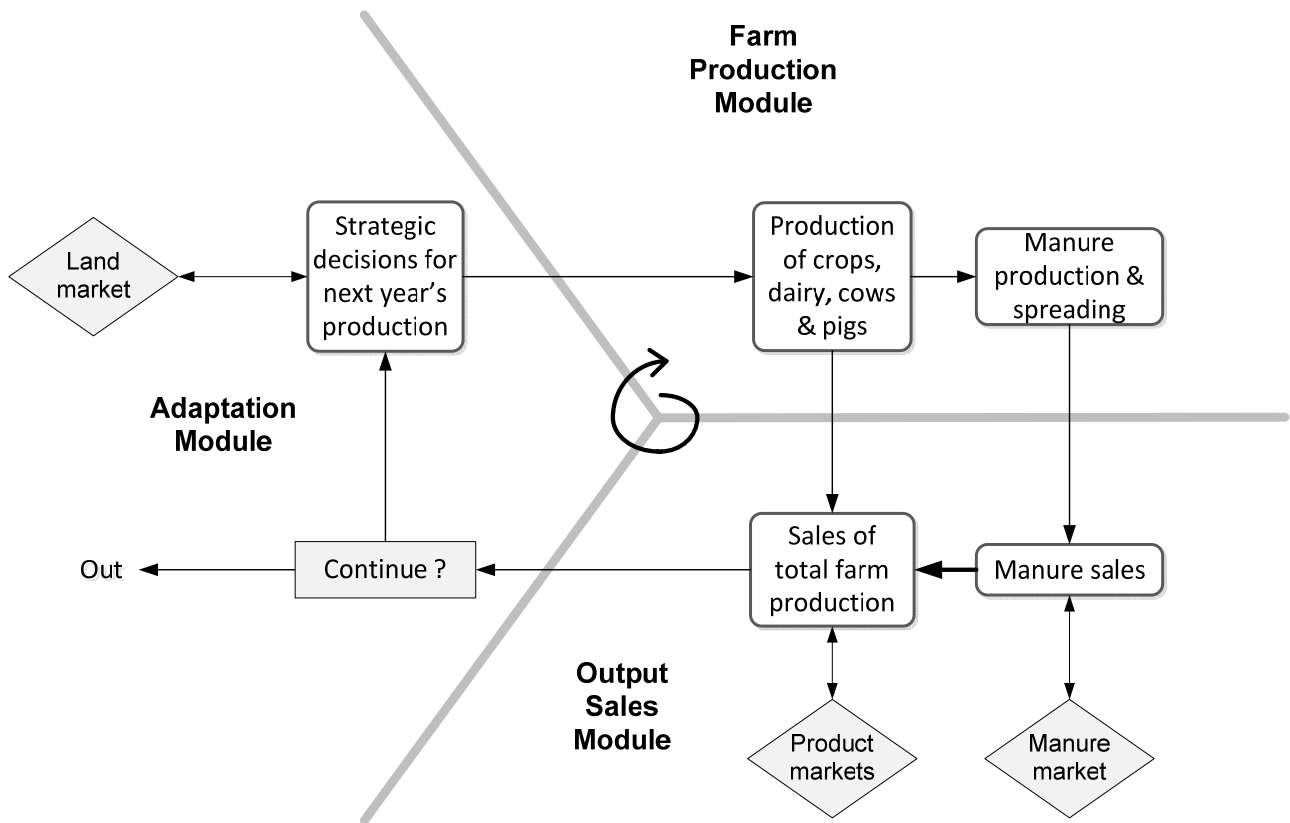 Farm
Production
Module
Land
market
Strategic
decisions for
next year's
production
Production
of crops,
dairy, cows
& pigs
Manure
production &
spreading
Adaptation
Module
Out
Continue ?
Sales of
total farm
production
Manure sales
Output
Sales
Module
Product
markets
Manure
market